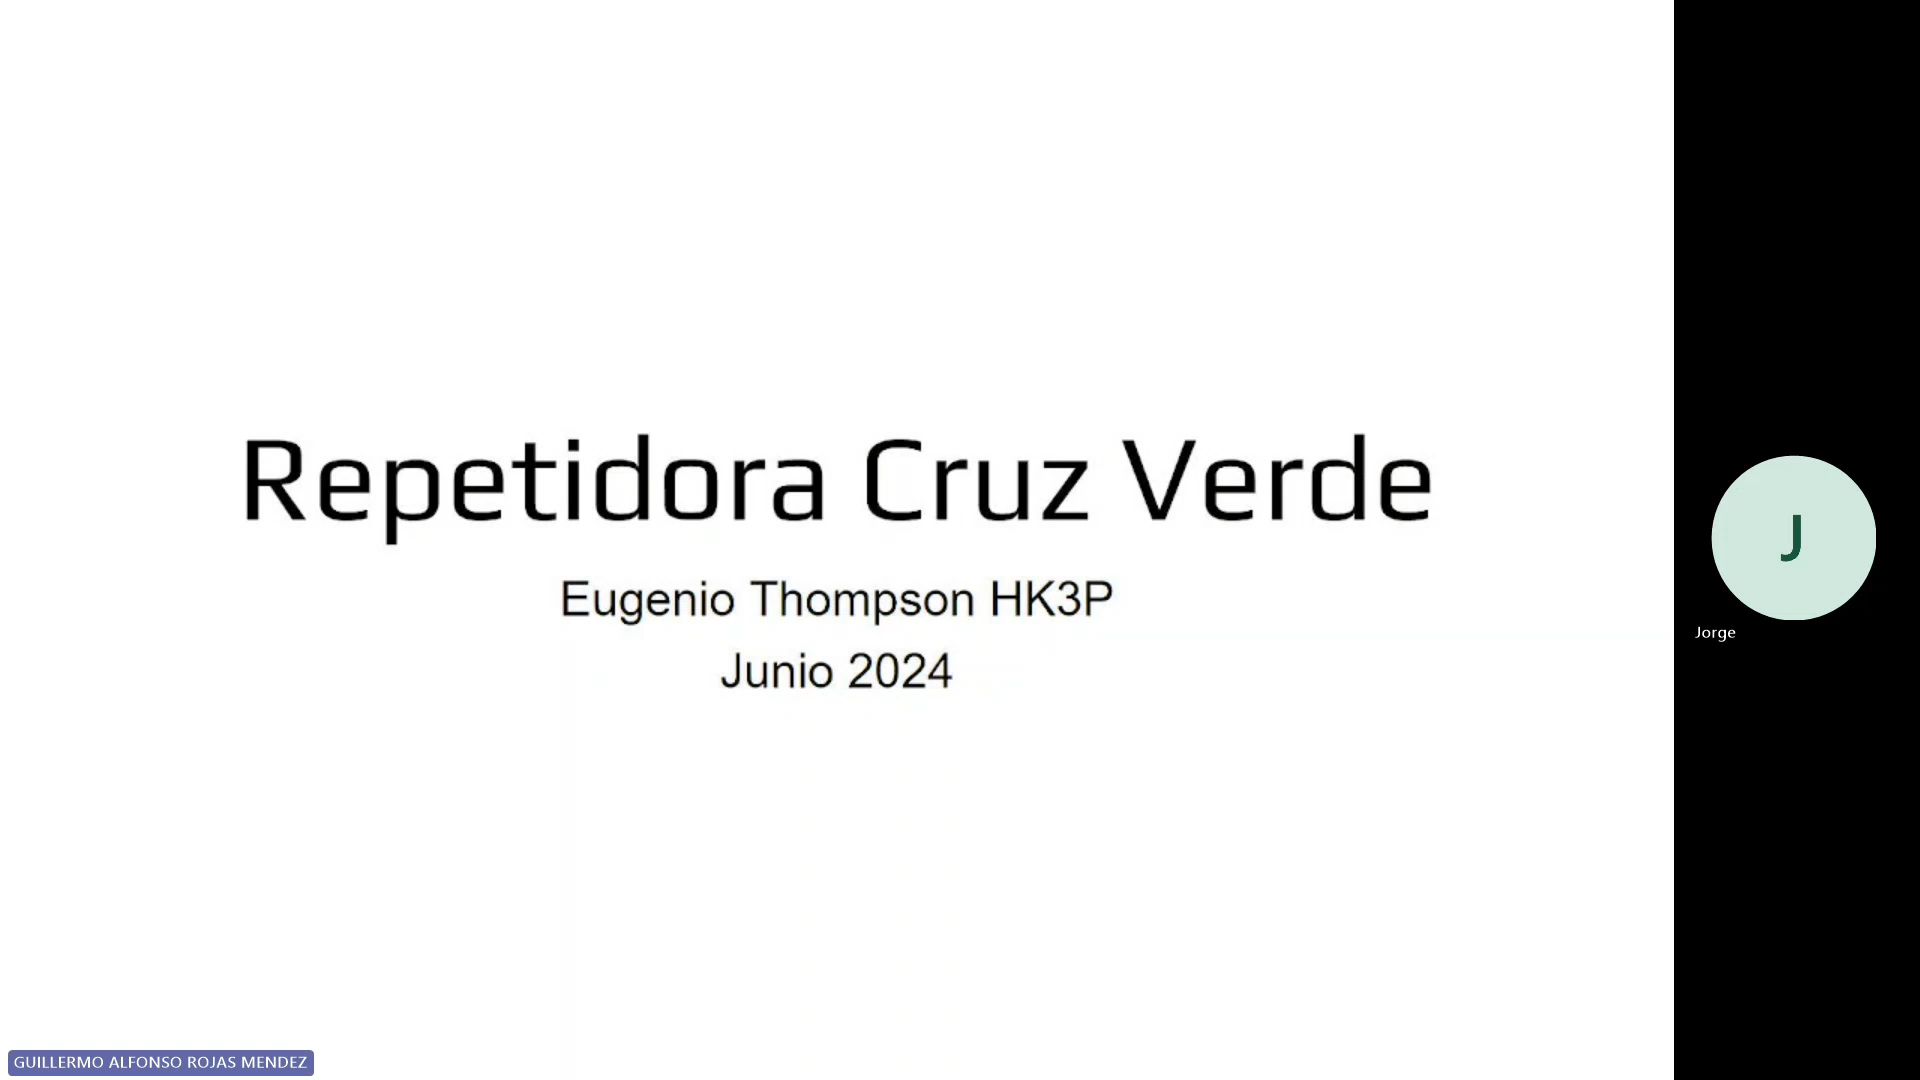 Repetidora Cruz Verde
Eugenio Thompson HK3P
Junio 2024
J
Jorge
GUILLERMO ALFONSO ROJAS MENDEZ